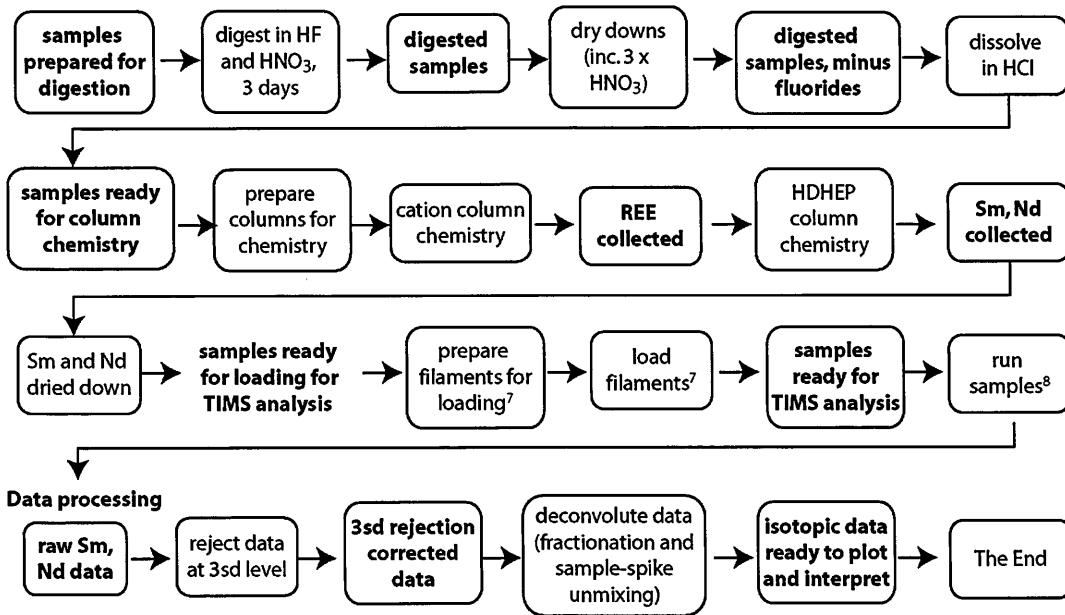 samples
prepared for
digestion
digest in HF
and HNO3,
3 days
digested
samples
dry downs
(inc. 3 x
HNO3)
digested
samples, minus
fluorides
dissolve
in HCl
samples ready
for column
chemistry
prepare
columns for
chemistry
cation column
chemistry
REE
collected
HDHEP
column
chemistry
Sm, Nd
collected
Sm and Nd
dried down
samples ready
for loading for
TIMS analysis
prepare
filaments for
loading7
load
filaments7
samples
ready for
TIMS analysis
run
samples8
Data processing
raw Sm,
Nd data
reject data
at 3sd level
3sd rejection
corrected
data
deconvolute data
(fractionation and
sample-spike
unmixing)
isotopic data
ready to plot
and interpret
The End